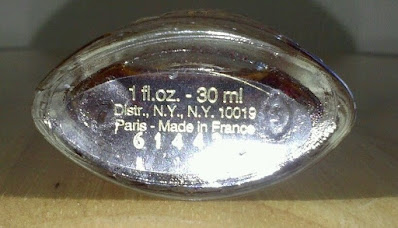 1 fl.oz. - 30 ml
Distr., N.Y., N.Y. 10019
Paris - Made in France